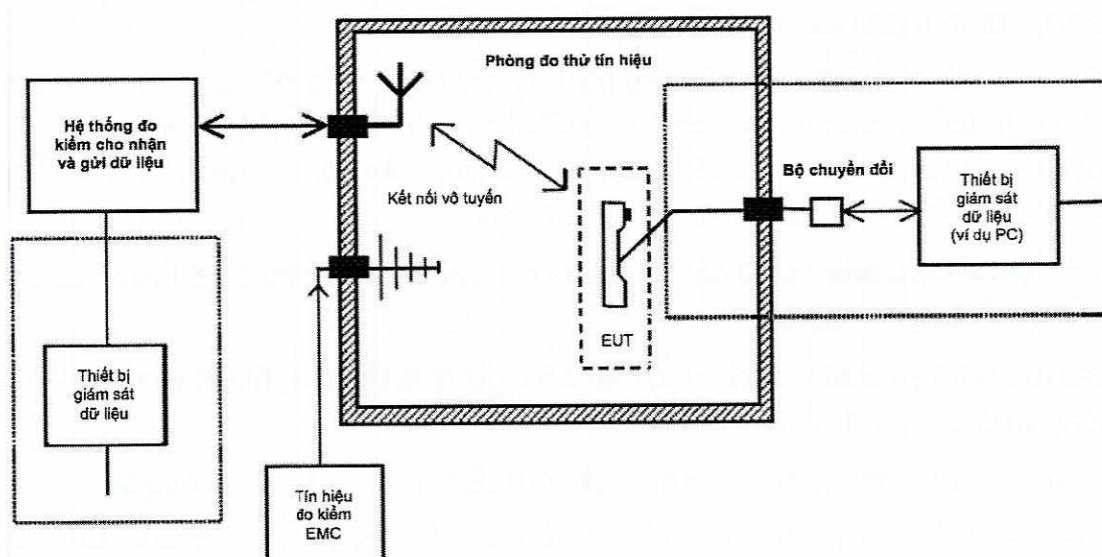 Phòng đo thử tín hiệu
Hệ thống đo
kiểm cho nhận
và gửi dữ liệu
Kết nối vô tuyến
Bộ chuyển đổi
Thiết bị
giám sát
dữ liệu
(ví dụ PC)
EUT
Thiết bị
giám sát
dữ liệu
Tín hiệu
đo kiểm
EMC